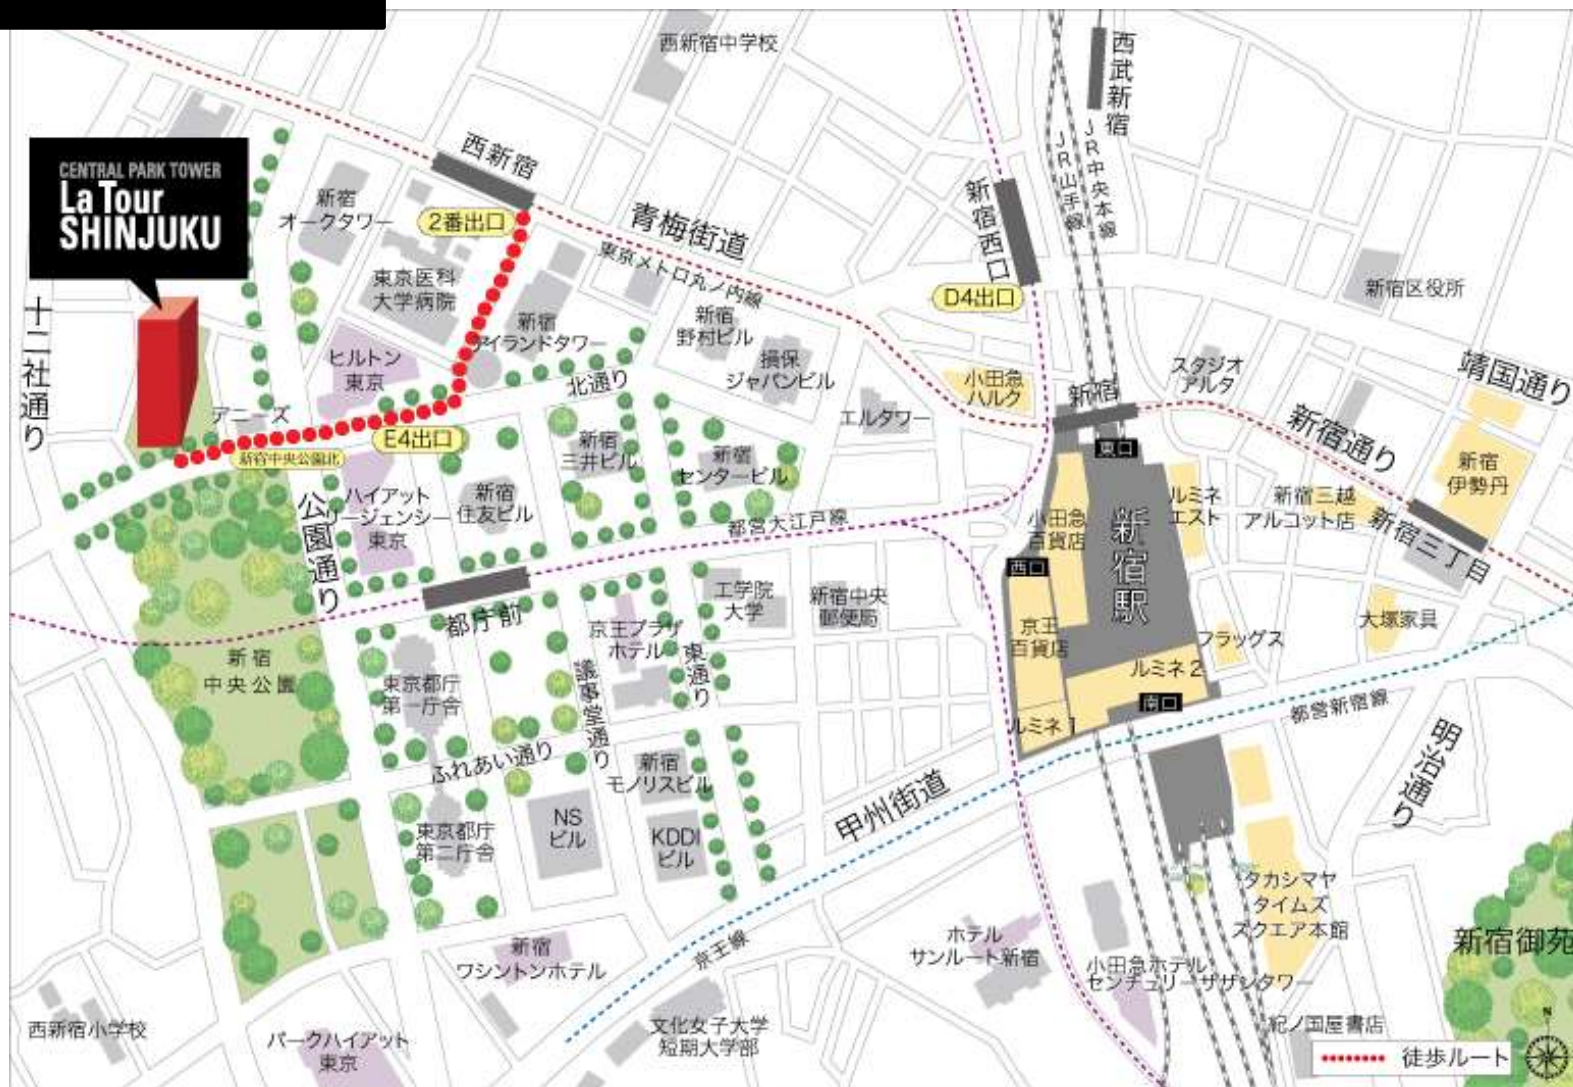 西新宿中学校
西武新宿
JR山手線
JR中央本線
CENTRAL PARK TOWER
La Tour
SHINJUKU
西新宿
2番出口
新宿
オークタワー
東京医科
大学病院
青梅街道
東京メトロ丸ノ内線
新宿西口
D4出口
新宿区役所
十二社通り
新宿
アイランドタワー
新宿
野村ビル
損保
ジャパンビル
ヒルトン
東京
北通り
小田急
ハルク
新宿
スタジオ
アルタ
靖国通り
アニーズ
E4出口
新宿中央公園北
エルタワー
東口
新宿通り
新宿
伊勢丹
新宿
三井ビル
新宿
センタービル
公園通り
ハイアット
リージェンシー
東京
新宿
住友ビル
都営大江戸線
小田急
百貨店
新宿駅
ルミネ
エスト
新宿三越
アルコット店
新宿三丁目
西口
都庁前
工学院
大学
新宿中央
郵便局
京王プラザ
ホテル
東通り
議事堂通り
京王
百貨店
フラッグス
大塚家具
ルミネ2
南口
ルミネ1
都営新宿線
新宿
中央公園
東京都庁
第一庁舎
ふれあい通り
新宿
モノリスビル
明治通り
甲州街道
東京都庁
第二庁舎
NS
ビル
KDDI
ビル
タカシマヤ
タイムズ
スクエア本館
新宿御苑
新宿
ワシントンホテル
京王線
ホテル
サンルート新宿
小田急ホテル
センチュリーサザンタワー
西新宿小学校
パークハイアット
東京
文化女子大学
短期大学部
紀ノ国屋書店
N
徒歩ルート